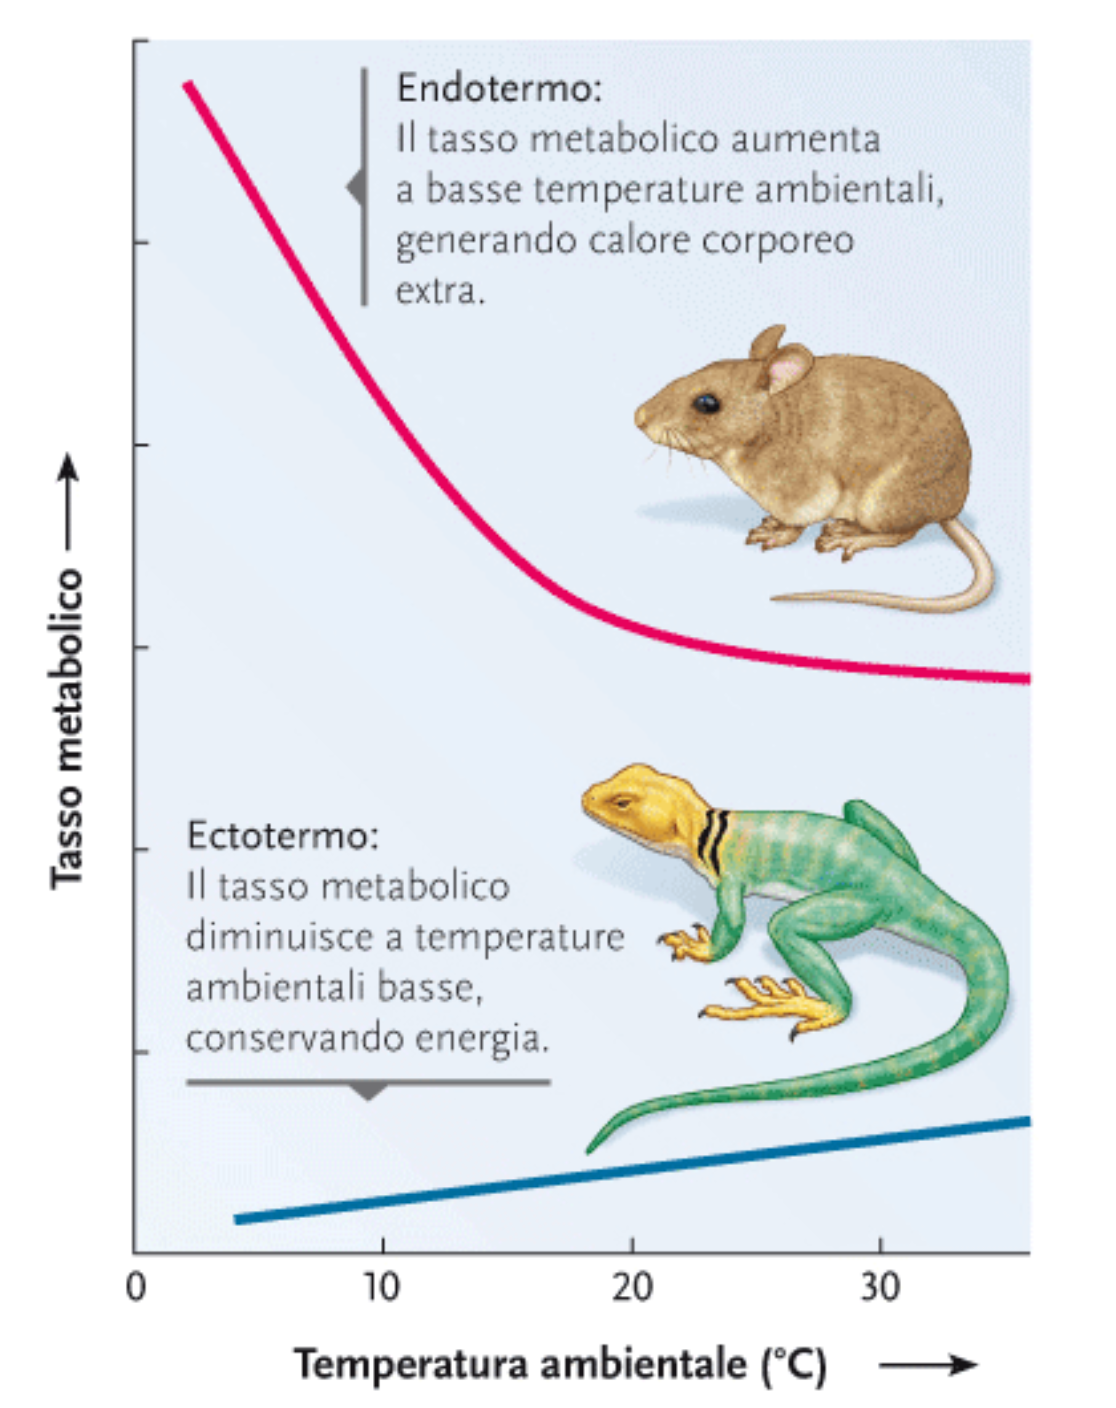 Endotermo:
Il tasso metabolico aumenta
a basse temperature ambientali,
generando calore corporeo
extra.
Tasso metabolico
Ectotermo:
Il tasso metabolico
diminuisce a temperature
ambientali basse,
conservando energia.
0 10 20 30
Temperatura ambientale (°C)